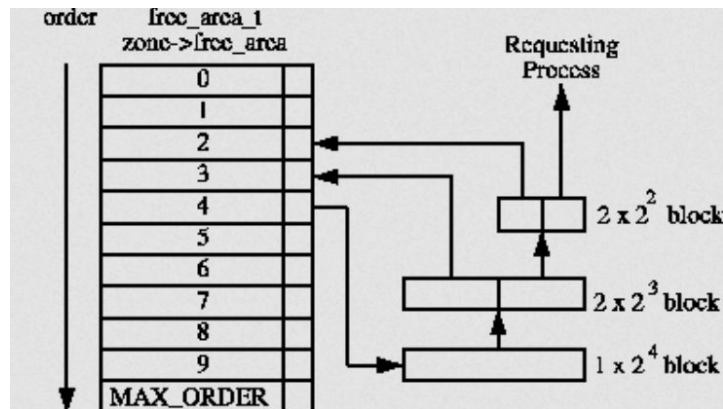 order
free_area_t
zone->free_area
0
1
2
3
4
5
6
7
8
9
MAX_ORDER
Requesting
Process
2 x 2^2 block
2 x 2^3 block
1 x 2^4 block